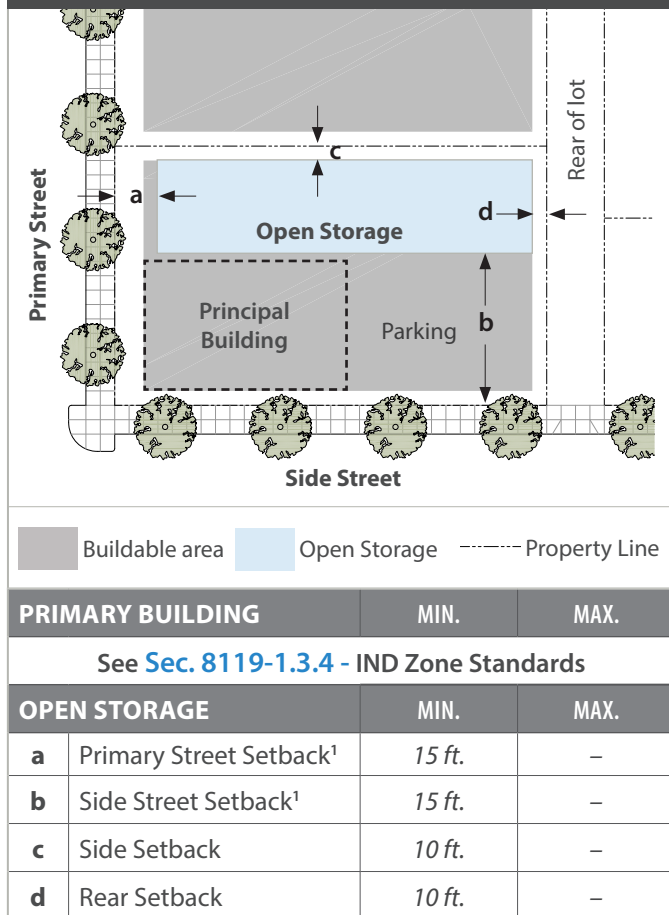 Rear of lot
c
a
d
Open Storage
Primary Street
Principal
Building
Parking
b
Side Street
Buildable area
Open Storage
Property Line
PRIMARY BUILDING MIN. MAX.
See Sec. 8119-1.3.4 - IND Zone Standards
OPEN STORAGE MIN. MAX.
a Primary Street Setback¹ 15 ft. –
b Side Street Setback¹ 15 ft. –
c Side Setback 10 ft. –
d Rear Setback 10 ft. –